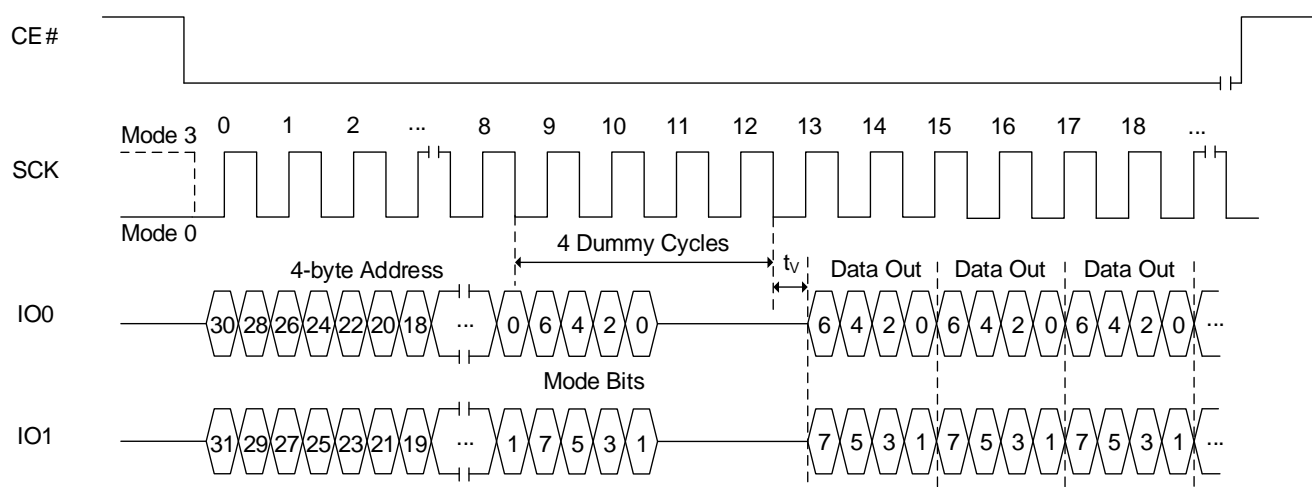 CE#
Mode 3 0 1 2 ... 8 9 10 11 12 13 14 15 16 17 18 ...
SCK
Mode 0
4 Dummy Cycles
4-byte Address tV Data Out Data Out Data Out
IO0 30 28 26 24 22 20 18 ... 0 6 4 2 0 6 4 2 0 6 4 2 0 6 4 2 0 ...
Mode Bits
IO1 31 29 27 25 23 21 19 ... 1 7 5 3 1 7 5 3 1 7 5 3 1 7 5 3 1 ...